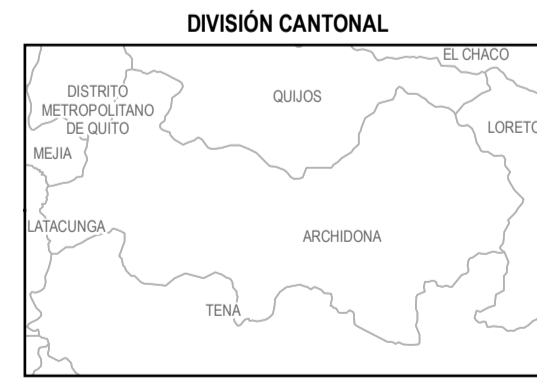 DIVISIÓN CANTONAL
EL CHACO
DISTRITO
METROPOLITANO
DE QUITO
QUIJOS
LORETO
MEJIA
LATACUNGA
ARCHIDONA
TENA